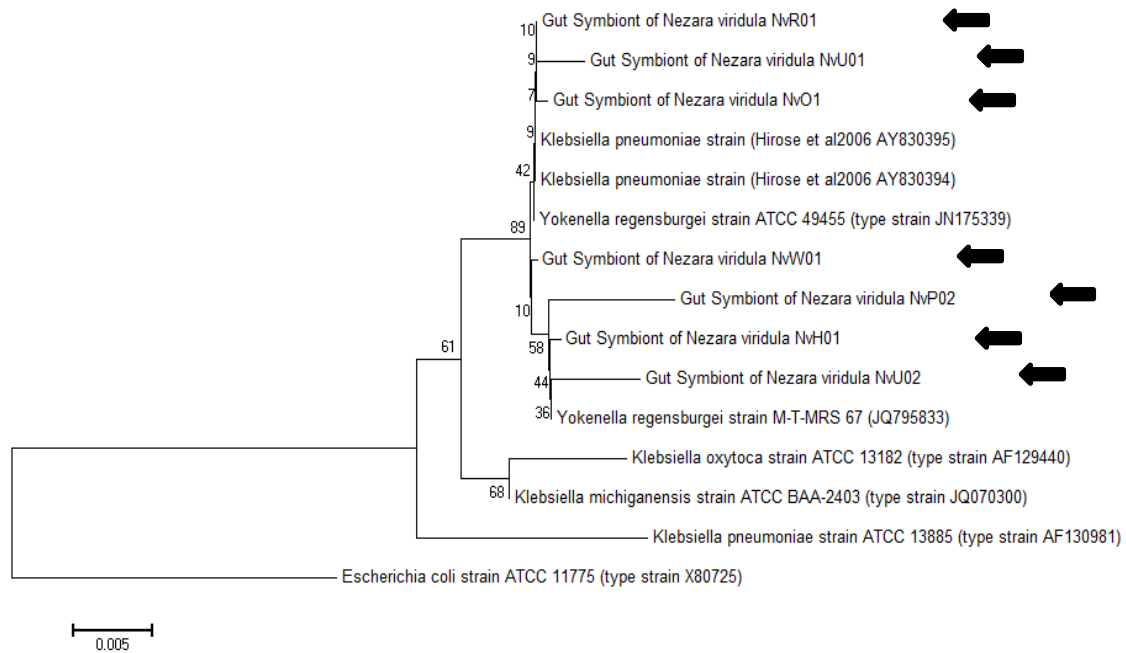 Gut Symbiont of Nezara viridula NvR01
10
Gut Symbiont of Nezara viridula NvU01
9
Gut Symbiont of Nezara viridula NvO1
7
Klebsiella pneumoniae strain (Hirose et al2006 AY830395)
9
Klebsiella pneumoniae strain (Hirose et al2006 AY830394)
42
Yokenella regensburgei strain ATCC 49455 (type strain JN175339)
89
Gut Symbiont of Nezara viridula NvW01
Gut Symbiont of Nezara viridula NvP02
10
Gut Symbiont of Nezara viridula NvH01
58
61
Gut Symbiont of Nezara viridula NvU02
44
Yokenella regensburgei strain M-T-MRS 67 (JQ795833)
36
Klebsiella oxytoca strain ATCC 13182 (type strain AF129440)
68
Klebsiella michiganensis strain ATCC BAA-2403 (type strain JQ070300)
Klebsiella pneumoniae strain ATCC 13885 (type strain AF130981)
Escherichia coli strain ATCC 11775 (type strain X80725)
0.005